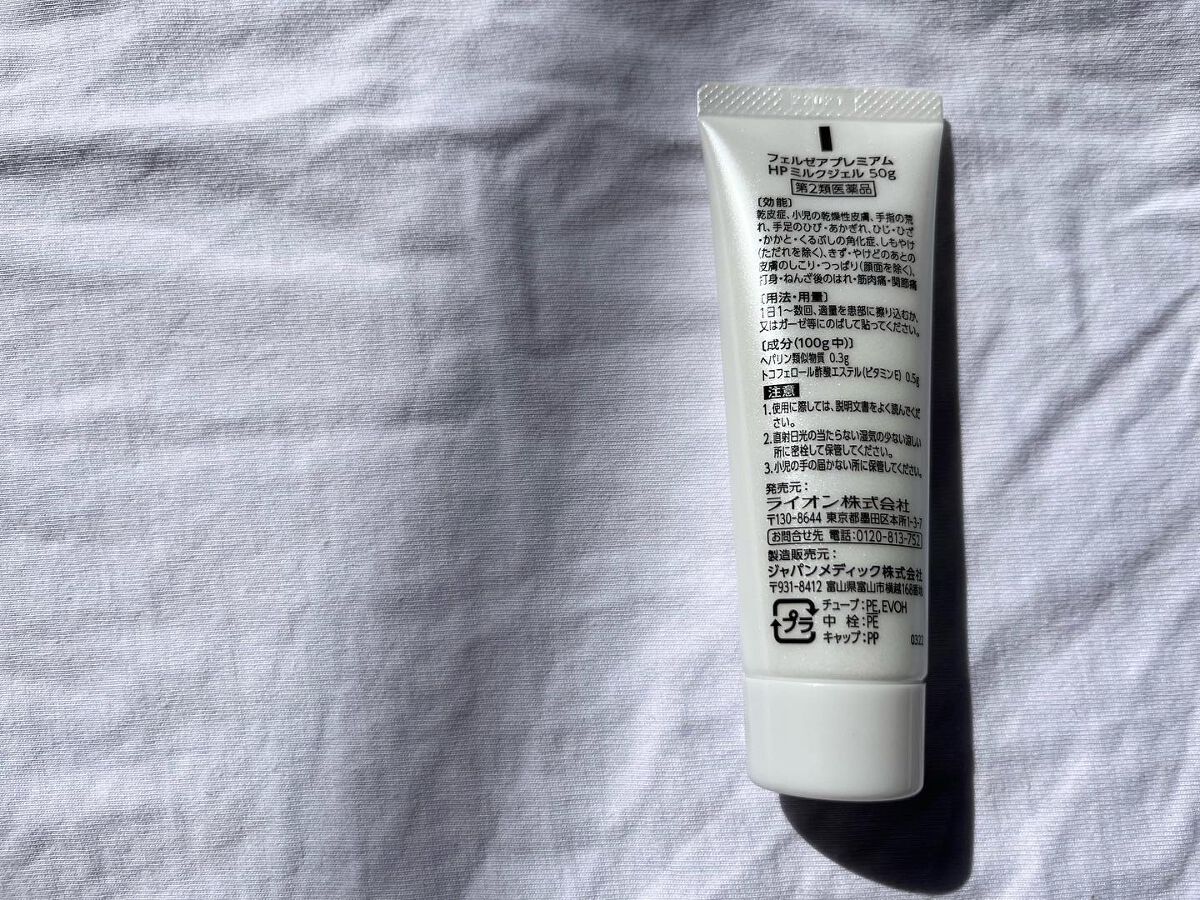 22021
フェルゼアプレミアム
HPミルクジェル 50g
第2類医薬品
〔効能〕
乾皮症、小児の乾燥性皮膚、手指の荒
れ、手足のひび・あかぎれ、ひじ・ひざ
・かかと・くるぶしの角化症、しもやけ
(ただれを除く)、きず・やけどのあとの
皮膚のしこり・つっぱり(顔面を除く)、
打身・ねんざ後のはれ・筋肉痛・関節痛
〔用法・用量〕
1日1〜数回、適量を患部に擦り込むか、
又はガーゼ等にのばして貼ってください。
〔成分(100g中)〕
ヘパリン類似物質 0.3g
トコフェロール酢酸エステル(ビタミンE) 0.5g
注意
1.使用に際しては、説明文書をよく読んでくだ
さい。
2.直射日光の当たらない湿気の少ない涼しい
所に密栓して保管してください。
3.小児の手の届かない所に保管してください。
発売元:
ライオン株式会社
〒130-8644 東京都墨田区本所1-3-7
お問合せ先 電話:0120-813-752
製造販売元:
ジャパンメディック株式会社
〒931-8412 富山県富山市横越168番地
プラ
チューブ:PE,EVOH
中 栓:PE
キャップ:PP
0322